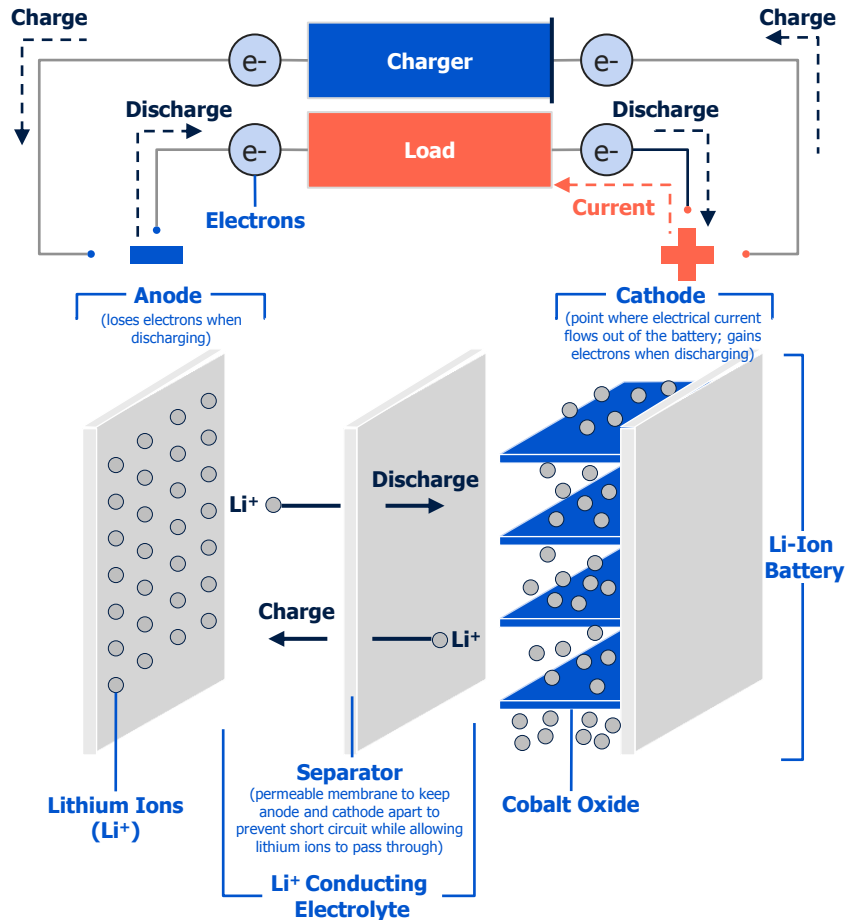 Charge
Charge
e-
Charger
e-
Discharge
Discharge
e-
Load
e-
Electrons
Current
Anode
(loses electrons when
discharging)
Cathode
(point where electrical current
flows out of the battery; gains
electrons when discharging)
Li⁺
Discharge
Li-Ion
Battery
Charge
Li⁺
Lithium Ions
(Li⁺)
Separator
(permeable membrane to keep
anode and cathode apart to
prevent short circuit while allowing
lithium ions to pass through)
Cobalt Oxide
Li⁺ Conducting
Electrolyte